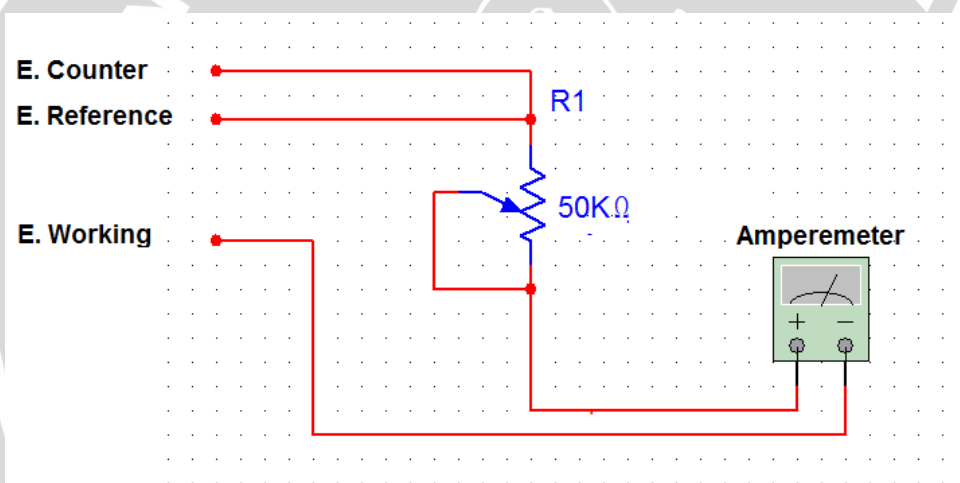 E. Counter
E. Reference
R1
50KΩ
E. Working
Amperemeter
+ −